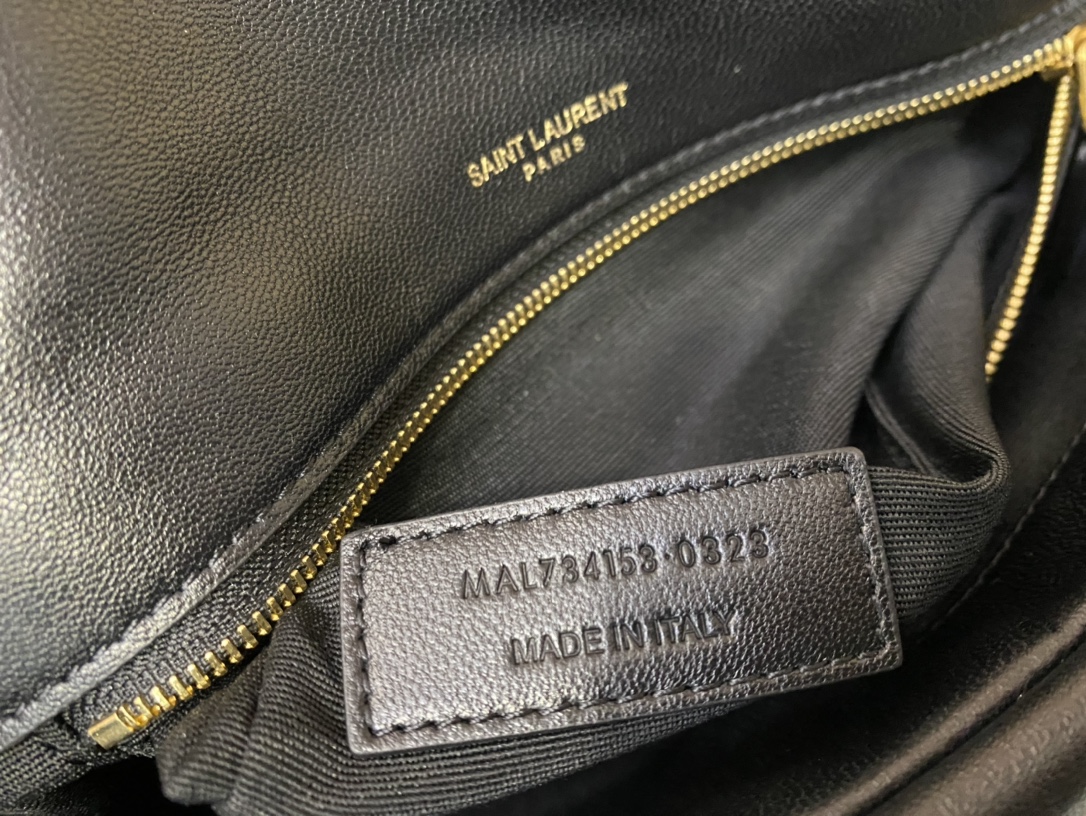 SAINT LAURENT
PARIS
MAL734153·0323
MADE IN ITALY